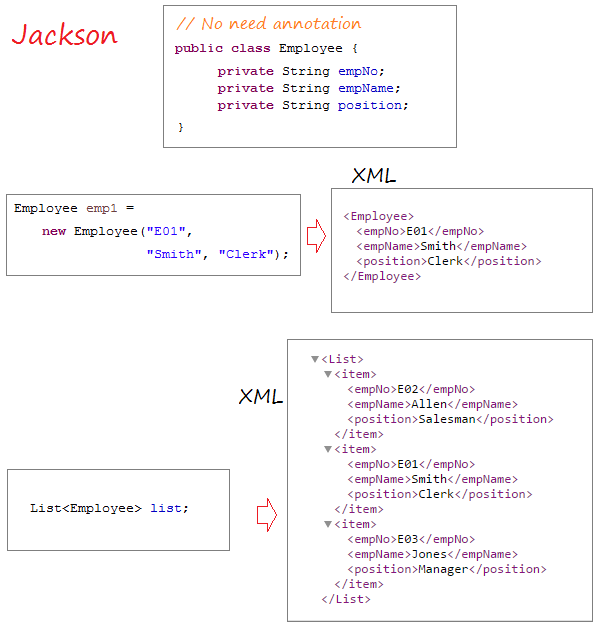 Jackson
// No need annotation
public class Employee {
private String empNo;
private String empName;
private String position;
}
XML
Employee emp1 =
new Employee("E01",
"Smith", "Clerk");
<Employee>
<empNo>E01</empNo>
<empName>Smith</empName>
<position>Clerk</position>
</Employee>
XML
List<Employee> list;
<List>
<item>
<empNo>E02</empNo>
<empName>Allen</empName>
<position>Salesman</position>
</item>
<item>
<empNo>E01</empNo>
<empName>Smith</empName>
<position>Clerk</position>
</item>
<item>
<empNo>E03</empNo>
<empName>Jones</empName>
<position>Manager</position>
</item>
</List>